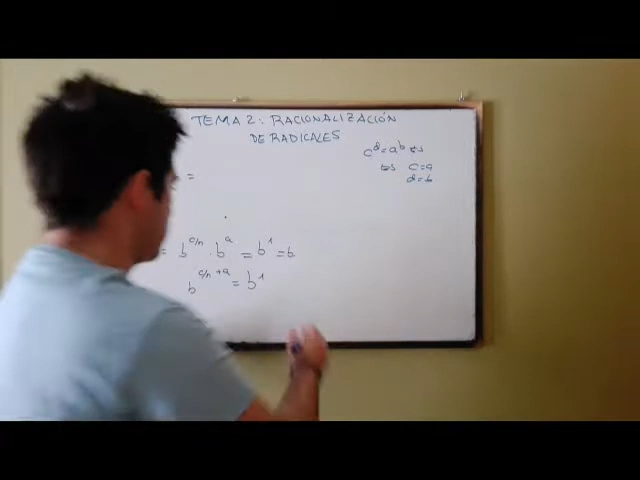 TEMA 2: RACIONALIZACIÓN
DE RADICALES
c^d = a^b
c=a
d=b
=
= b^c/n · b^a = b^1 = b
b^c/n + a = b^1